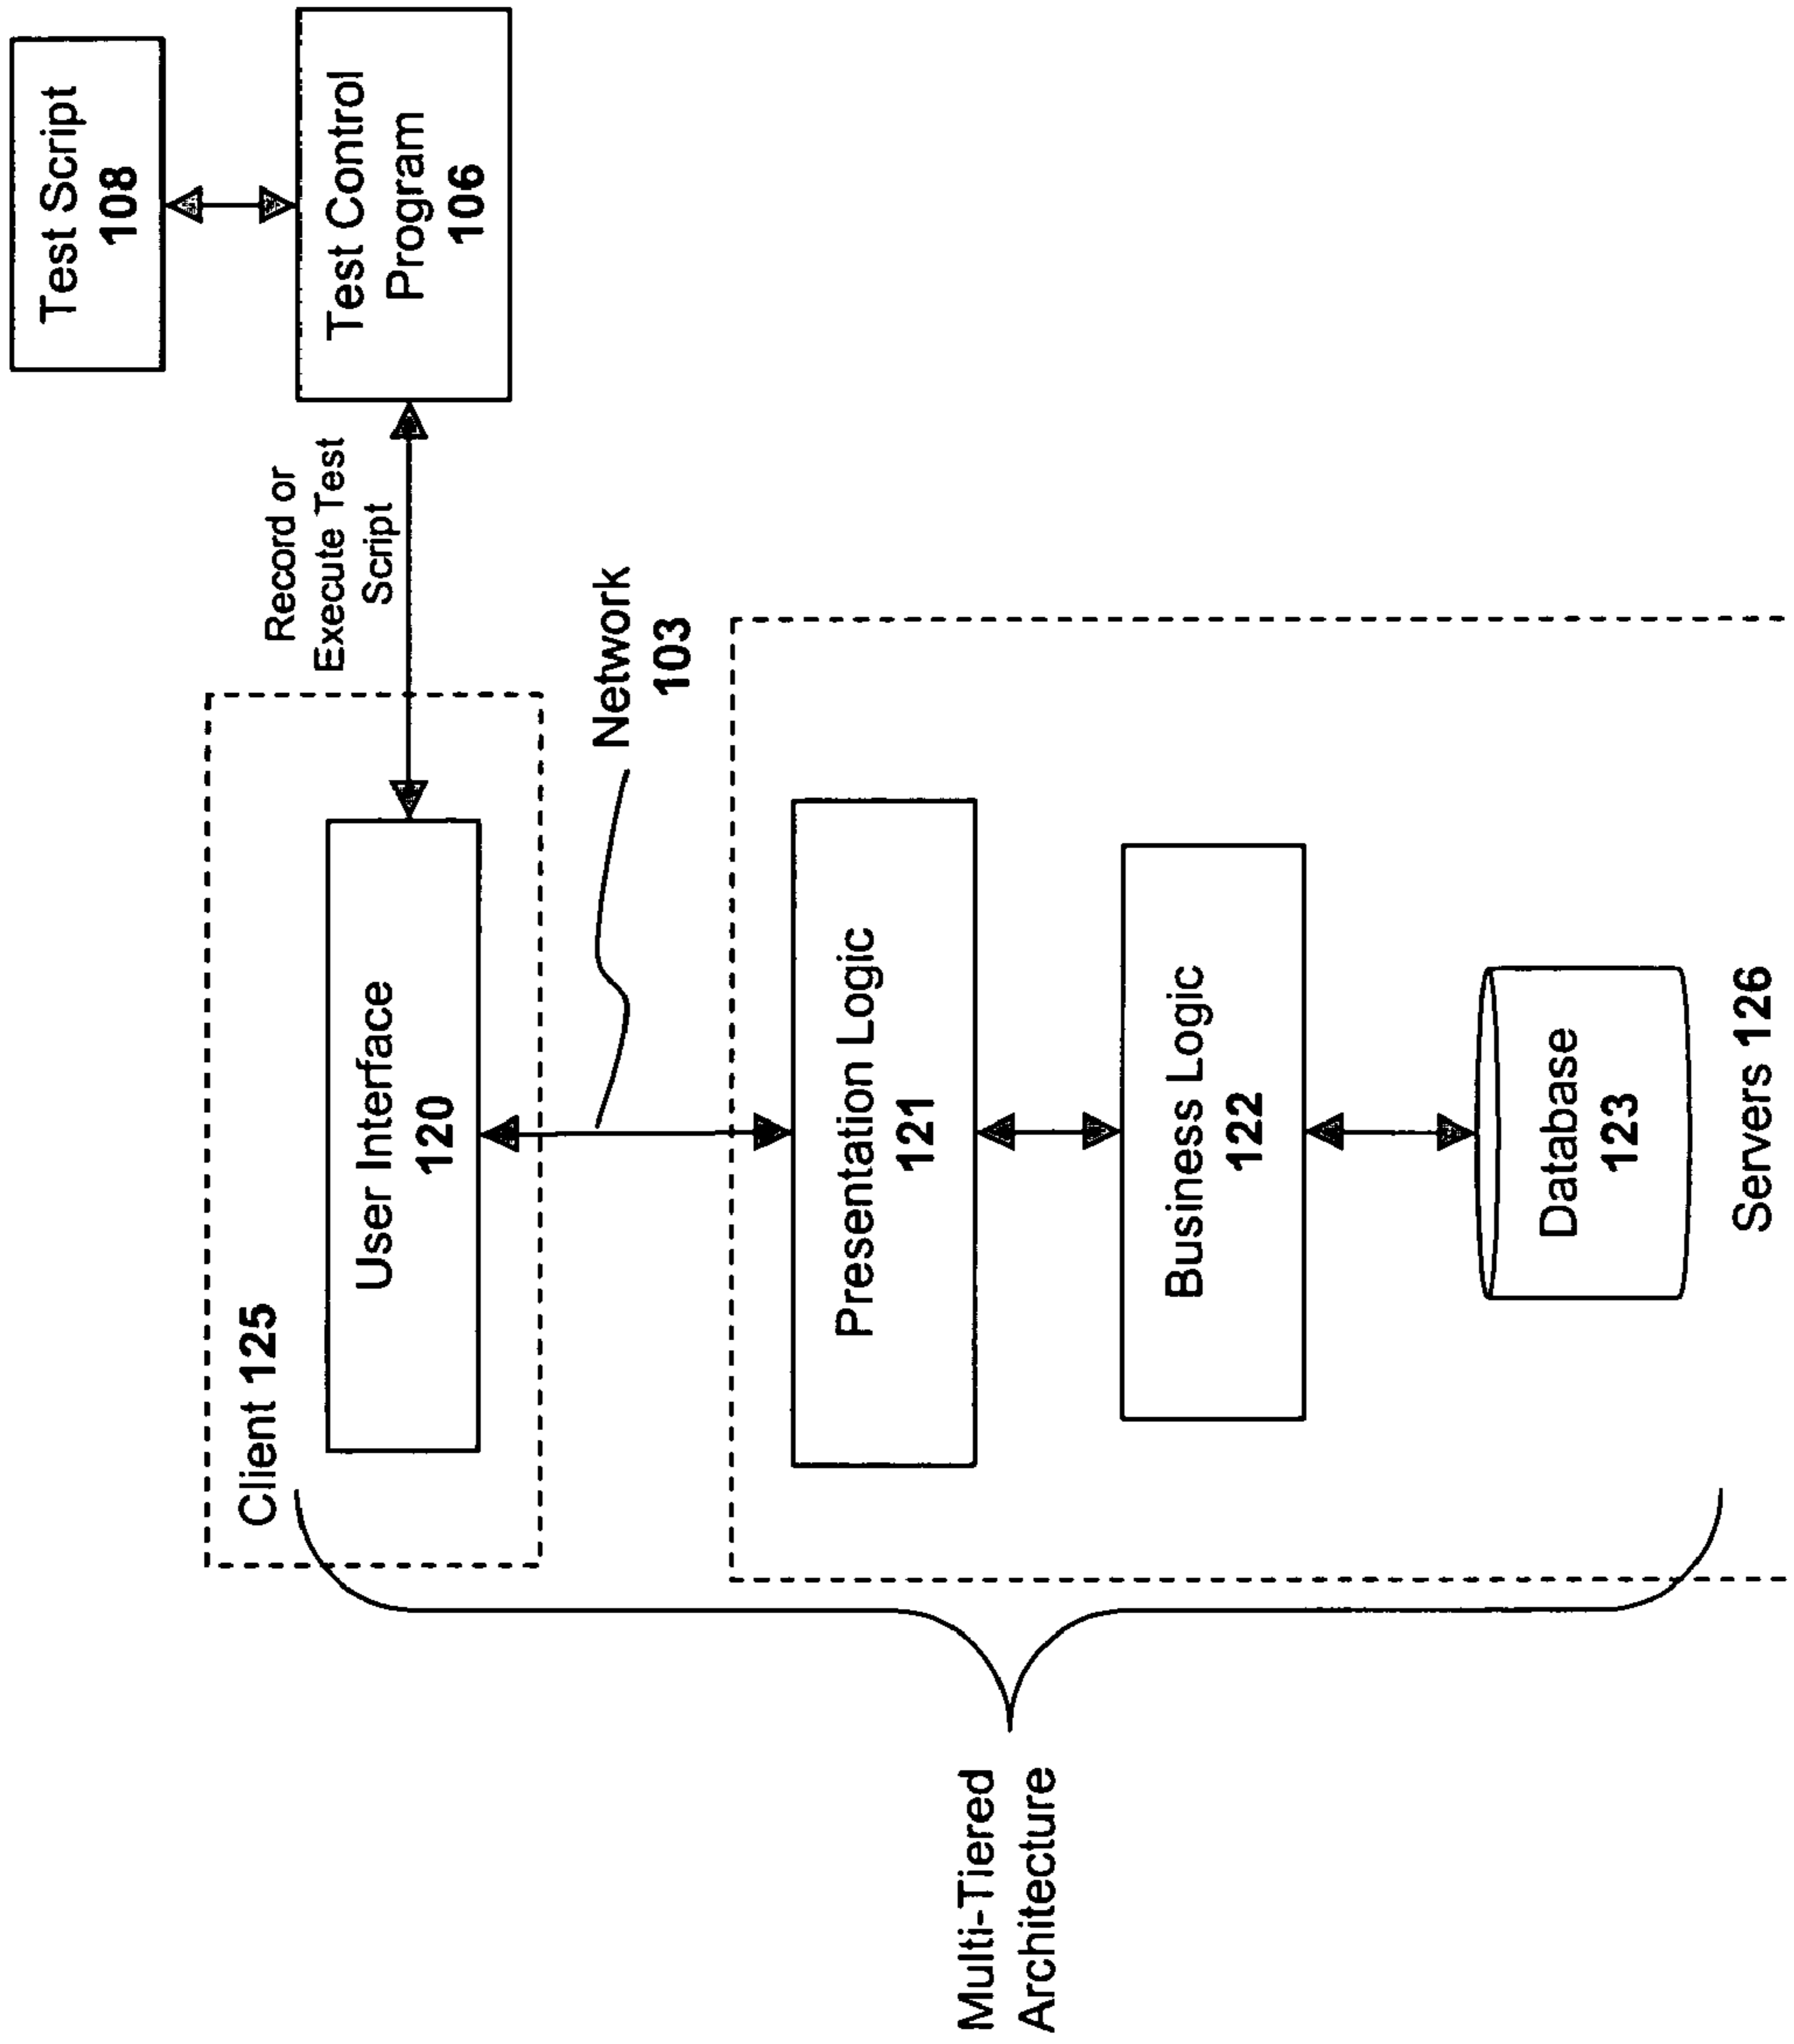 Test Script
108
Test Control
Program
106
Record or
Execute Test
Script
Client 125
User Interface
120
Network
103
Presentation Logic
121
Business Logic
122
Database
123
Servers 126
Multi-Tiered
Architecture